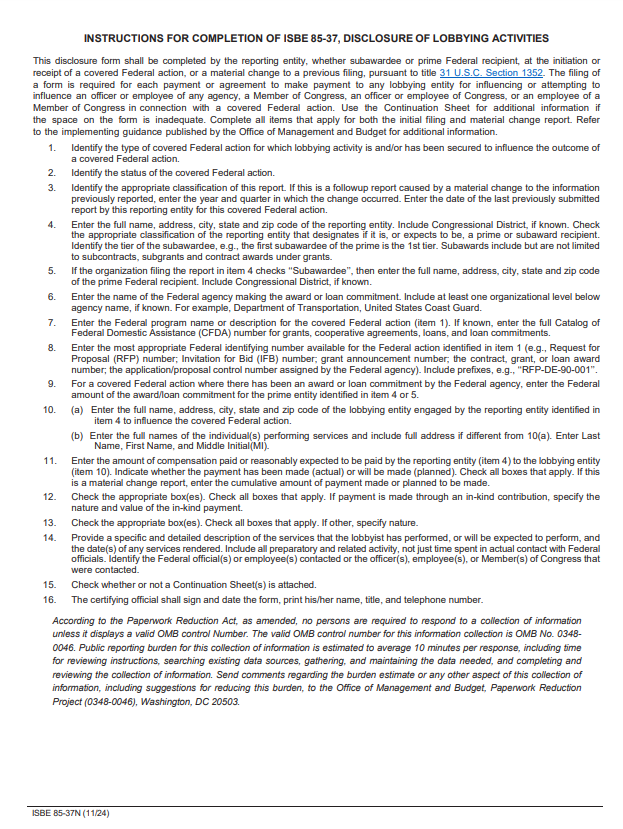 INSTRUCTIONS FOR COMPLETION OF ISBE 85-37, DISCLOSURE OF LOBBYING ACTIVITIES
This disclosure form shall be completed by the reporting entity, whether subawardee or prime Federal recipient, at the initiation or
receipt of a covered Federal action, or a material change to a previous filing, pursuant to title 31 U.S.C. Section 1352. The filing of
a form is required for each payment or agreement to make payment to any lobbying entity for influencing or attempting to
influence an officer or employee of any agency, a Member of Congress, an officer or employee of Congress, or an employee of a
Member of Congress in connection with a covered Federal action. Use the Continuation Sheet for additional information if
the space on the form is inadequate. Complete all items that apply for both the initial filing and material change report. Refer
to the implementing guidance published by the Office of Management and Budget for additional information.
1. Identify the type of covered Federal action for which lobbying activity is and/or has been secured to influence the outcome of
a covered Federal action.
2. Identify the status of the covered Federal action.
3. Identify the appropriate classification of this report. If this is a followup report caused by a material change to the information
previously reported, enter the year and quarter in which the change occurred. Enter the date of the last previously submitted
report by this reporting entity for this covered Federal action.
4. Enter the full name, address, city, state and zip code of the reporting entity. Include Congressional District, if known. Check
the appropriate classification of the reporting entity that designates if it is, or expects to be, a prime or subaward recipient.
Identify the tier of the subawardee, e.g., the first subawardee of the prime is the 1st tier. Subawards include but are not limited
to subcontracts, subgrants and contract awards under grants.
5. If the organization filing the report in item 4 checks “Subawardee”, then enter the full name, address, city, state and zip code
of the prime Federal recipient. Include Congressional District, if known.
6. Enter the name of the Federal agency making the award or loan commitment. Include at least one organizational level below
agency name, if known. For example, Department of Transportation, United States Coast Guard.
7. Enter the Federal program name or description for the covered Federal action (item 1). If known, enter the full Catalog of
Federal Domestic Assistance (CFDA) number for grants, cooperative agreements, loans, and loan commitments.
8. Enter the most appropriate Federal identifying number available for the Federal action identified in item 1 (e.g., Request for
Proposal (RFP) number; Invitation for Bid (IFB) number; grant announcement number; the contract, grant, or loan award
number; the application/proposal control number assigned by the Federal agency). Include prefixes, e.g., “RFP-DE-90-001”.
9. For a covered Federal action where there has been an award or loan commitment by the Federal agency, enter the Federal
amount of the award/loan commitment for the prime entity identified in item 4 or 5.
10. (a) Enter the full name, address, city, state and zip code of the lobbying entity engaged by the reporting entity identified in
item 4 to influence the covered Federal action.
(b) Enter the full names of the individual(s) performing services and include full address if different from 10(a). Enter Last
Name, First Name, and Middle Initial(MI).
11. Enter the amount of compensation paid or reasonably expected to be paid by the reporting entity (item 4) to the lobbying entity
(item 10). Indicate whether the payment has been made (actual) or will be made (planned). Check all boxes that apply. If this
is a material change report, enter the cumulative amount of payment made or planned to be made.
12. Check the appropriate box(es). Check all boxes that apply. If payment is made through an in-kind contribution, specify the
nature and value of the in-kind payment.
13. Check the appropriate box(es). Check all boxes that apply. If other, specify nature.
14. Provide a specific and detailed description of the services that the lobbyist has performed, or will be expected to perform, and
the date(s) of any services rendered. Include all preparatory and related activity, not just time spent in actual contact with Federal
officials. Identify the Federal official(s) or employee(s) contacted or the officer(s), employee(s), or Member(s) of Congress that
were contacted.
15. Check whether or not a Continuation Sheet(s) is attached.
16. The certifying official shall sign and date the form, print his/her name, title, and telephone number.
According to the Paperwork Reduction Act, as amended, no persons are required to respond to a collection of information
unless it displays a valid OMB control Number. The valid OMB control number for this information collection is OMB No. 0348-
0046. Public reporting burden for this collection of information is estimated to average 10 minutes per response, including time
for reviewing instructions, searching existing data sources, gathering, and maintaining the data needed, and completing and
reviewing the collection of information. Send comments regarding the burden estimate or any other aspect of this collection of
information, including suggestions for reducing this burden, to the Office of Management and Budget, Paperwork Reduction
Project (0348-0046), Washington, DC 20503.
ISBE 85-37N (11/24)